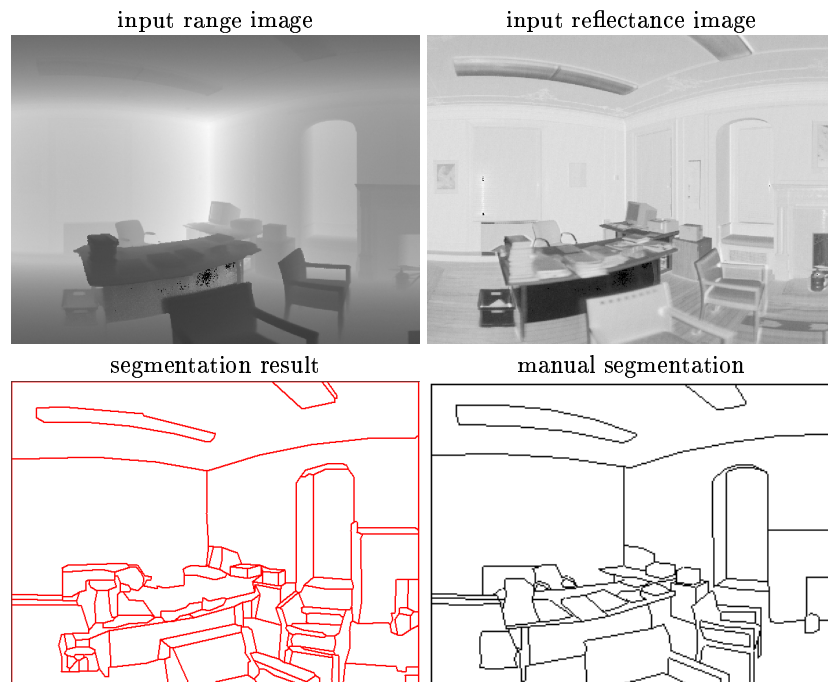 input range image
input reflectance image
segmentation result
manual segmentation